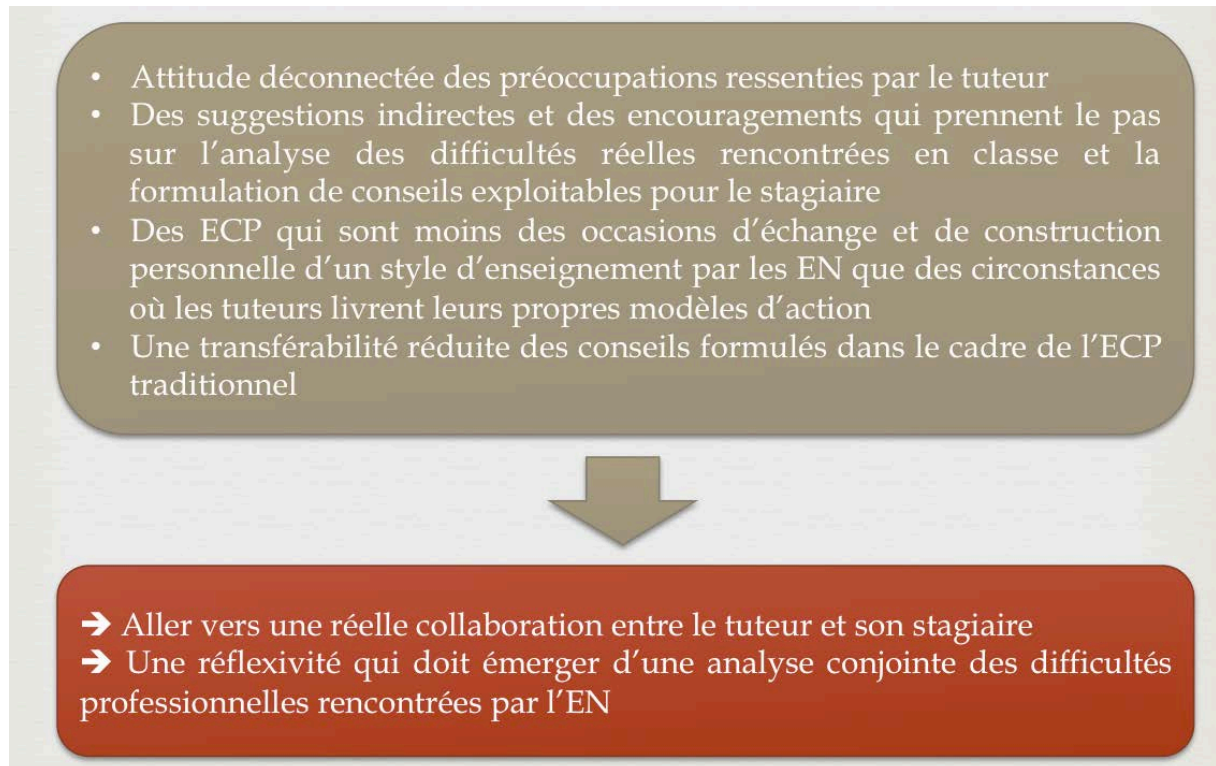 • Attitude déconnectée des préoccupations ressenties par le tuteur
• Des suggestions indirectes et des encouragements qui prennent le pas
sur l'analyse des difficultés réelles rencontrées en classe et la
formulation de conseils exploitables pour le stagiaire
• Des ECP qui sont moins des occasions d'échange et de construction
personnelle d'un style d'enseignement par les EN que des circonstances
où les tuteurs livrent leurs propres modèles d'action
• Une transférabilité réduite des conseils formulés dans le cadre de l'ECP
traditionnel
➔ Aller vers une réelle collaboration entre le tuteur et son stagiaire
➔ Une réflexivité qui doit émerger d'une analyse conjointe des difficultés
professionnelles rencontrées par l'EN